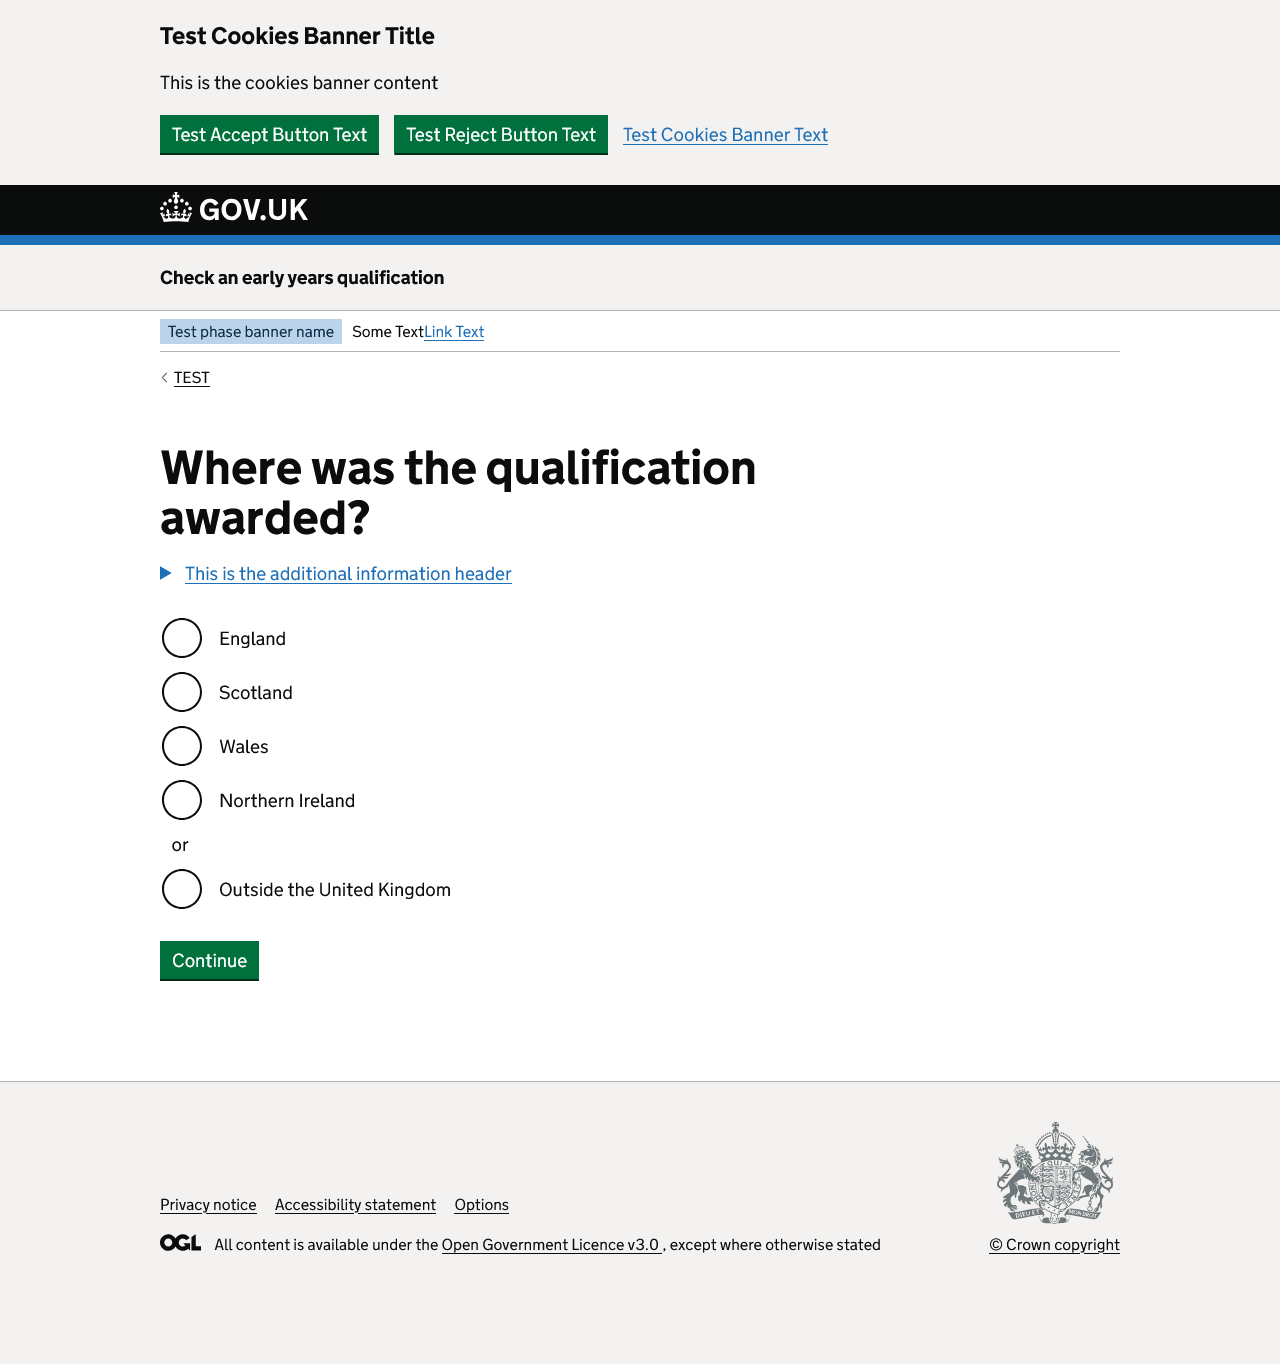 Test Cookies Banner Title
This is the cookies banner content
Test Accept Button Text Test Reject Button Text Test Cookies Banner Text
GOV.UK
Check an early years qualification
Test phase banner name Some TextLink Text
TEST
Where was the qualification
awarded?
This is the additional information header
England
Scotland
Wales
Northern Ireland
or
Outside the United Kingdom
Continue
Privacy notice Accessibility statement Options
OGL All content is available under the Open Government Licence v3.0 , except where otherwise stated
© Crown copyright